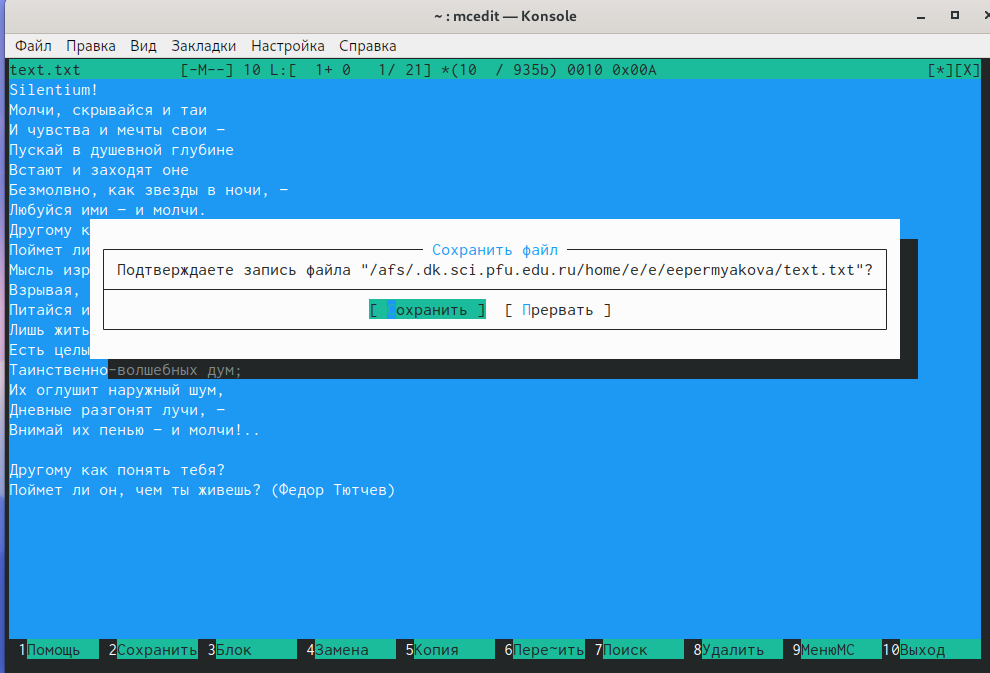 ~ : mcedit — Konsole
Файл Правка Вид Закладки Настройка Справка
text.txt [-M--] 10 L:[ 1+ 0 1/ 21] *(10 / 935b) 0010 0x00A [*][X]
Silentium!
Молчи, скрывайся и таи
И чувства и мечты свои –
Пускай в душевной глубине
Встают и заходят оне
Безмолвно, как звезды в ночи, –
Любуйся ими – и молчи.
Другому к
Поймет ли
Мысль изр
Взрывая,
Питайся и
Лишь жить
Есть целы
Сохранить файл
Подтверждаете запись файла "/afs/.dk.sci.pfu.edu.ru/home/e/e/eepermyakova/text.txt"?
[ Сохранить ] [ Прервать ]
Таинственно-волшебных дум;
Их оглушит наружный шум,
Дневные разгонят лучи, –
Внимай их пенью – и молчи!..
Другому как понять тебя?
Поймет ли он, чем ты живешь? (Федор Тютчев)
1Помощь 2Сохранить 3Блок 4Замена 5Копия 6Пере~ить 7Поиск 8Удалить 9МенюMC 10Выход